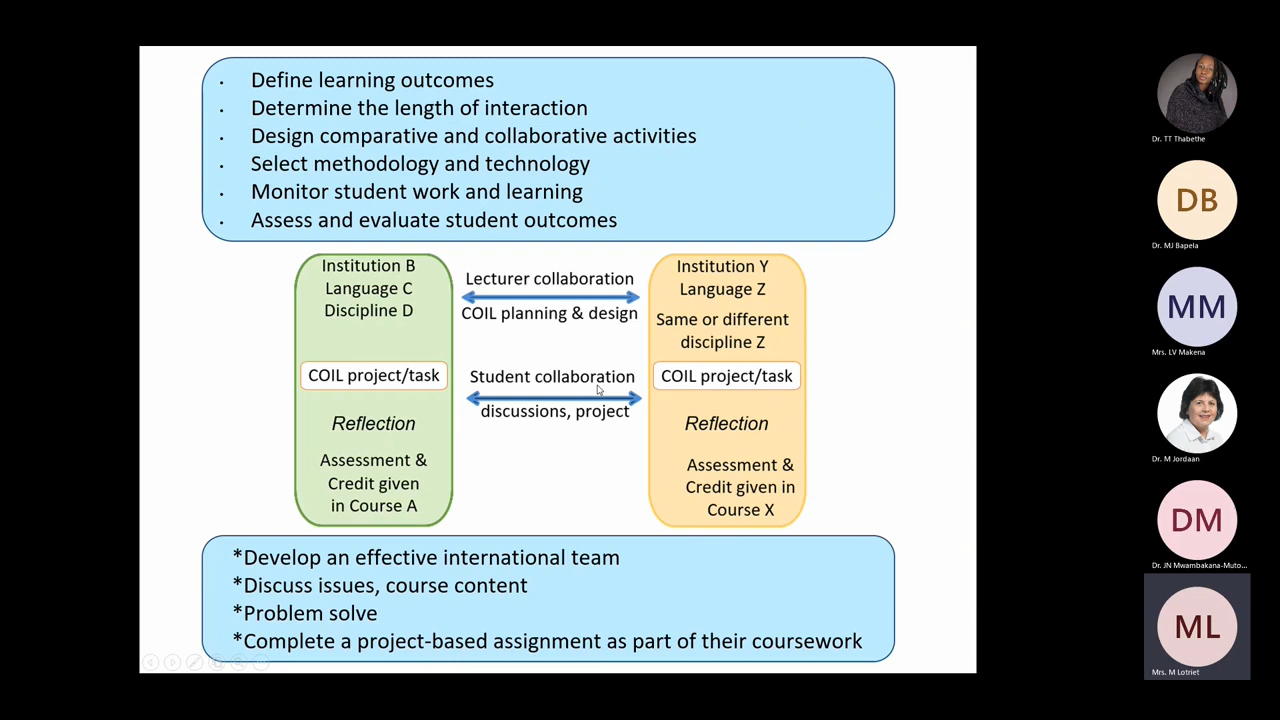 · Define learning outcomes
· Determine the length of interaction
· Design comparative and collaborative activities
· Select methodology and technology
· Monitor student work and learning
· Assess and evaluate student outcomes
Institution B
Language C
Discipline D
COIL project/task
Reflection
Assessment &
Credit given
in Course A
Lecturer collaboration
COIL planning & design
Student collaboration
discussions, project
Institution Y
Language Z
Same or different
discipline Z
COIL project/task
Reflection
Assessment &
Credit given in
Course X
*Develop an effective international team
*Discuss issues, course content
*Problem solve
*Complete a project-based assignment as part of their coursework
Dr. TT Thabethe
DB
Dr. MJ Bapela
MM
Mrs. LV Makena
Dr. M Jordaan
DM
Dr. JN Mwambakana-Muto...
ML
Mrs. M Lotriet